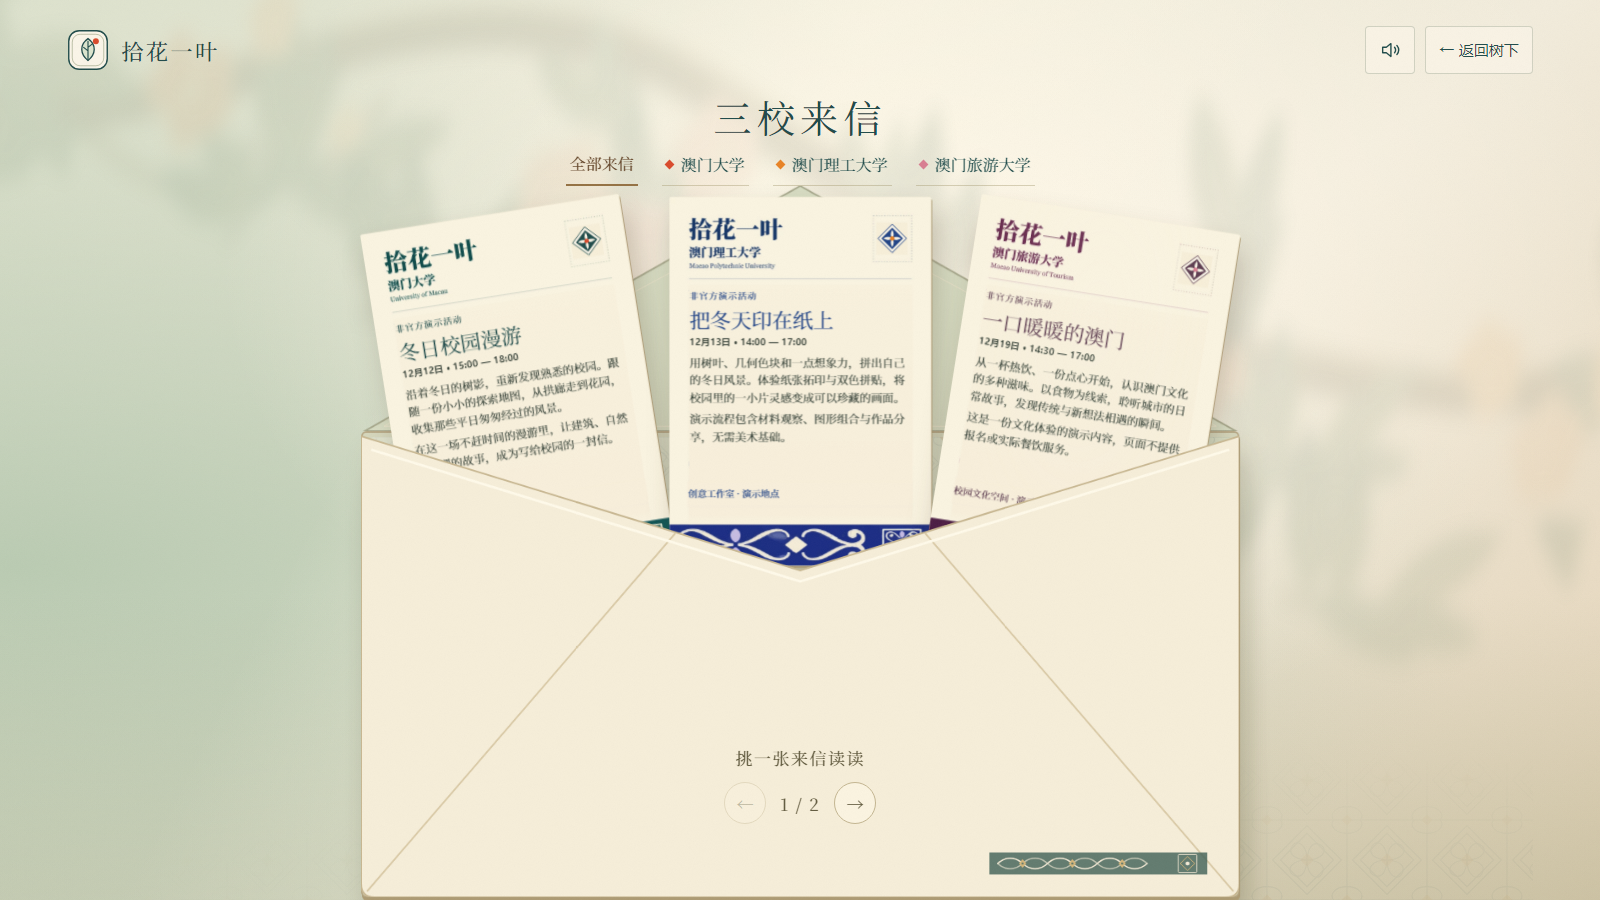 拾花一叶
← 返回树下
三校来信
全部来信
澳门大学
澳门理工大学
澳门旅游大学
拾花一叶
澳门大学
University of Macau
非官方演示活动
冬日校园漫游
12月12日 • 15:00 — 18:00
沿着冬日的树影，重新发现熟悉的校园。跟
随一份小小的探索地图，从拱廊走到花园，
收集那些平日匆匆经过的风景。
在这一场不赶时间的漫游里，让建筑、自然
的故事，成为写给校园的一封信。
拾花一叶
澳门理工大学
Macao Polytechnic University
非官方演示活动
把冬天印在纸上
12月13日 • 14:00 — 17:00
用树叶、几何色块和一点想象力，拼出自己
的冬日风景。体验纸张拓印与双色拼贴，将
校园里的一小片灵感变成可以珍藏的画面。
演示流程包含材料观察、图形组合与作品分
享，无需美术基础。
创意工作室 · 演示地点
拾花一叶
澳门旅游大学
Macao University of Tourism
非官方演示活动
一口暖暖的澳门
12月19日 • 14:30 — 17:00
从一杯热饮、一份点心开始，认识澳门文化
的多种滋味。以食物为线索，聆听城市的日
常故事，发现传统与新想法相遇的瞬间。
这是一份文化体验的演示内容，页面不提供
报名或实际餐饮服务。
校园文化空间 ·
挑一张来信读读
← 1 / 2 →